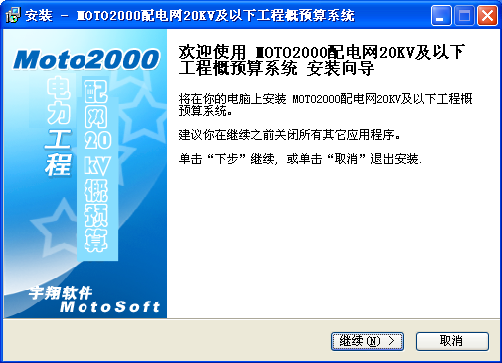 安装 - MOTO2000配电网20KV及以下工程概预算系统
Moto2000
电力工程
配网20KV概预算
宇翔软件
MotoSoft
欢迎使用 MOTO2000配电网20KV及以下
工程概预算系统 安装向导
将在你的电脑上安装 MOTO2000配电网20KV及以下工程概
预算系统。
建议你在继续之前关闭所有其它应用程序。
单击“下步”继续, 或单击“取消”退出安装.
继续(N) >
取消